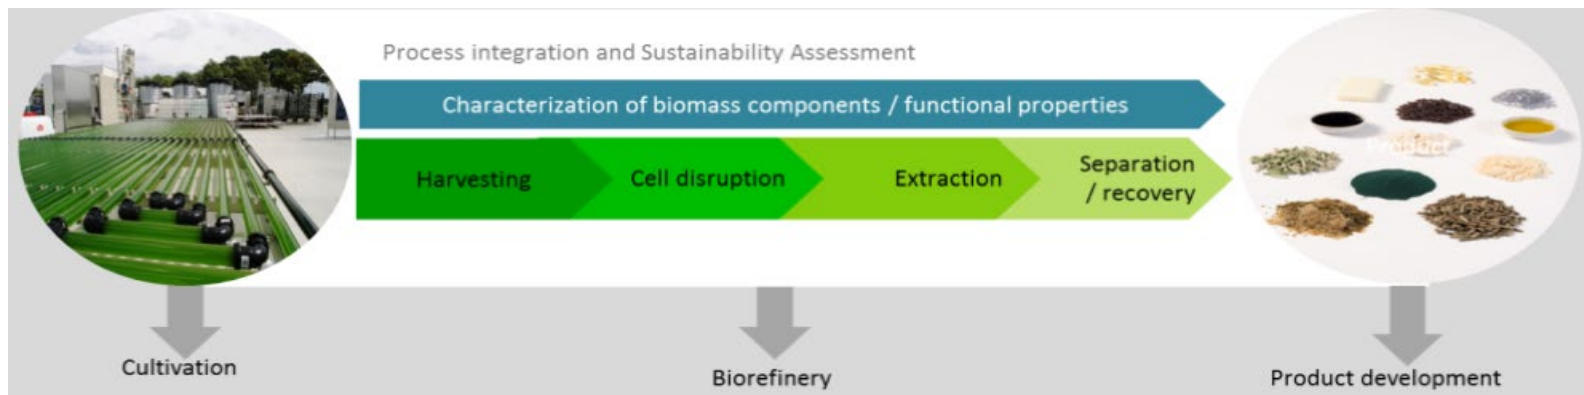 Process integration and Sustainability Assessment
Characterization of biomass components / functional properties
Harvesting
Cell disruption
Extraction
Separation
/ recovery
Product
Cultivation
Biorefinery
Product development